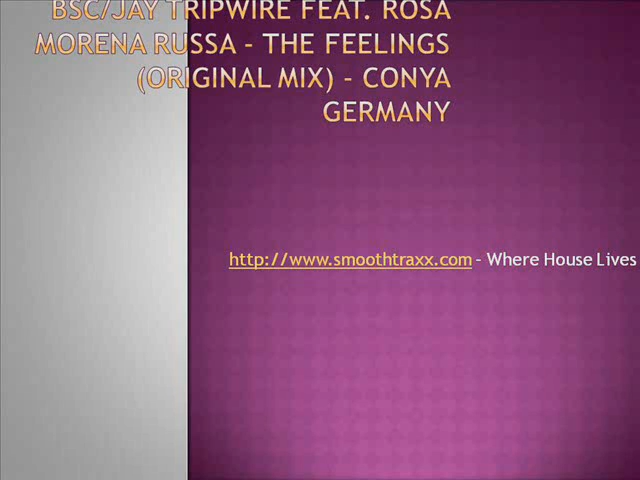 BSC/JAY TRIPWIRE FEAT. ROSA
MORENA RUSSA - THE FEELINGS
(ORIGINAL MIX) - CONYA
GERMANY
http://www.smoothtraxx.com - Where House Lives